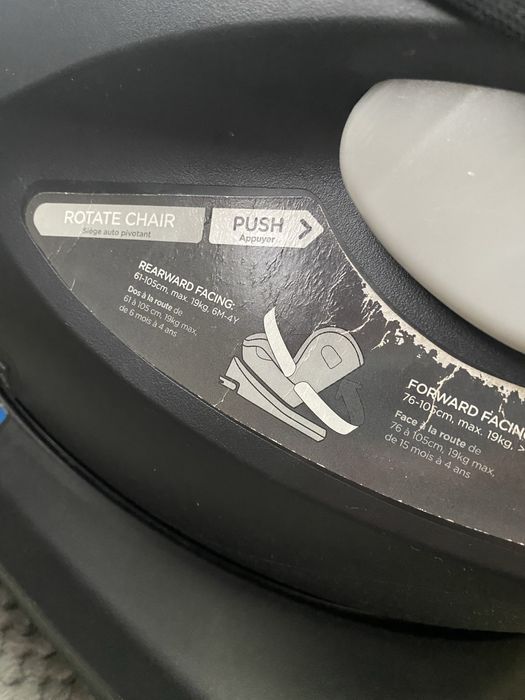 ROTATE CHAIR
Siège auto pivotant
PUSH
Appuyer
REARWARD FACING:
61-105cm, max. 19kg, 6M-4Y
Dos à la route de
61 à 105 cm, 19kg max,
de 6 mois à 4 ans
FORWARD FACING
76-105cm, max. 19kg, >
Face à la route de
76 à 105cm, 19kg max,
de 15 mois à 4 ans